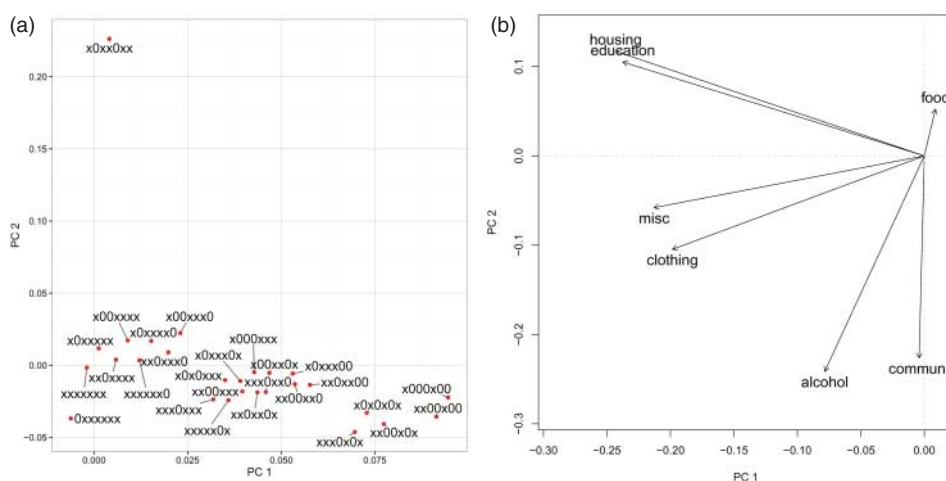 (a)
0.20
0.15
0.10
0.05
0.00
−0.05
PC 2
x0xx0xx
x00xxxx
x00xxx0
x0xxxx0
x0xxxxx
xx0xxx0
xx0xxxx
xxxxxxx
xxxxxx0
0xxxxxx
x000xxx
x0xxx0x
x00xx0x
x0xxx00
x0x0xxx
xxx0xx0
xx0xx00
xx00xxx
xx00xx0
xxx0xxx
xx0xx0x
xxxxx0x
x000x00
x0x0x0x
xx00x00
xx00x0x
xxx0x0x
0.000
0.025
0.050
0.075
PC 1
(b)
0.1
0.0
−0.1
−0.2
−0.3
PC 2
housing
education
food
misc
clothing
alcohol
commun
−0.30
−0.25
−0.20
−0.15
−0.10
−0.05
0.00
PC 1